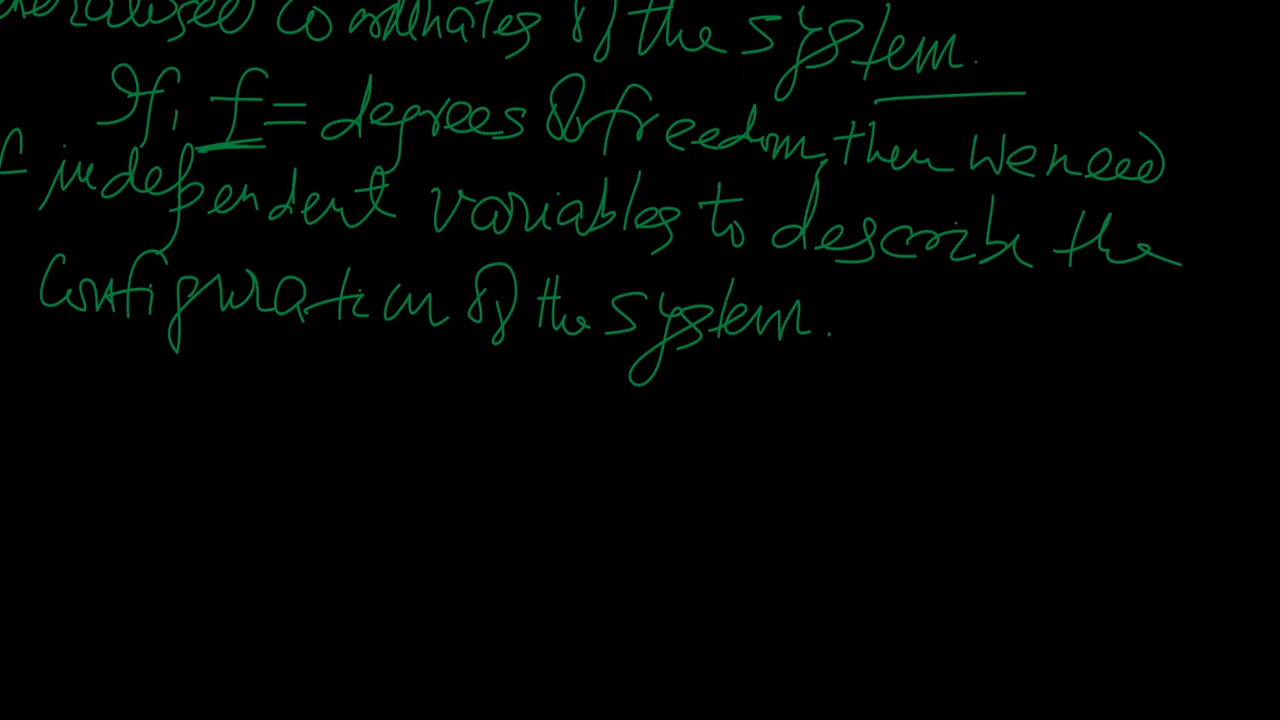 coordinates of the system.
If, f = degrees of freedom, then we need
f independent variables to describe the
configuration of the system.